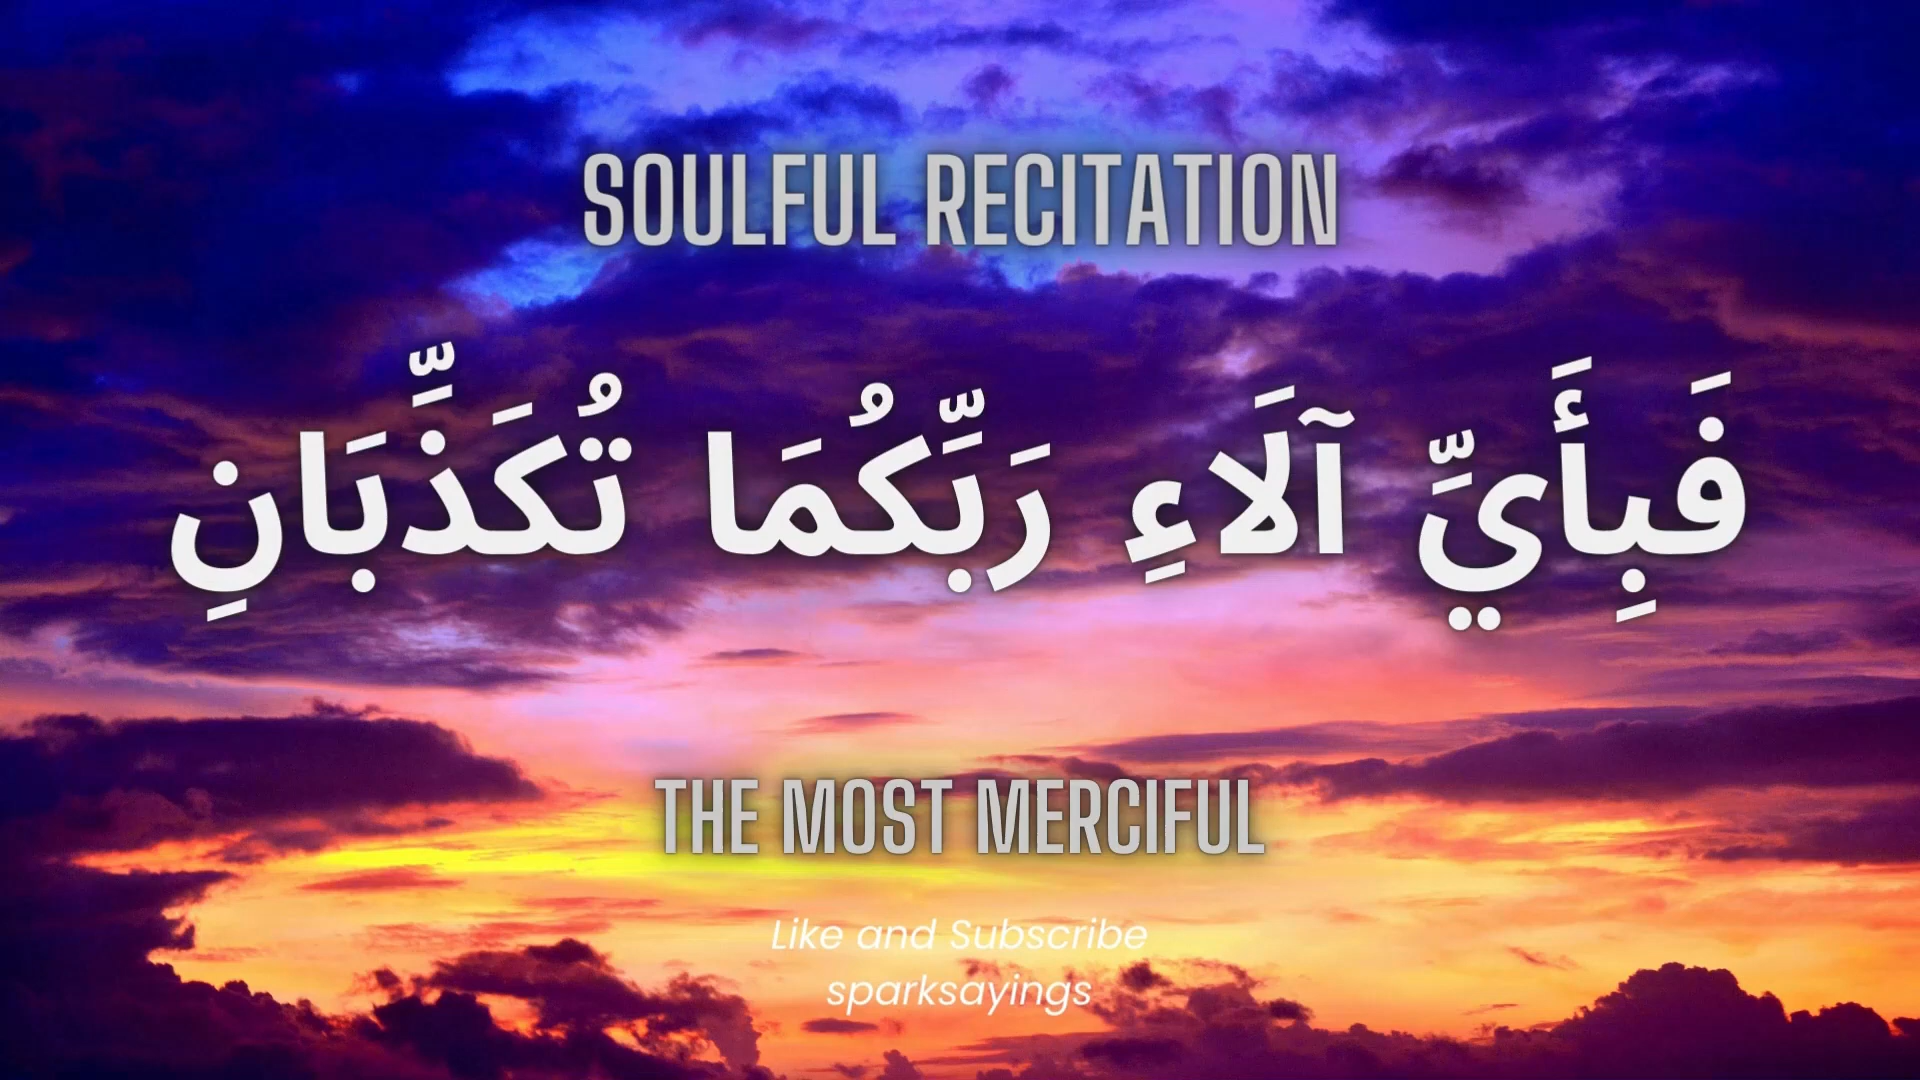 SOULFUL RECITATION
فَبِأَيِّ آلَاءِ رَبِّكُمَا تُكَذِّبَانِ
THE MOST MERCIFUL
Like and Subscribe
sparksayings